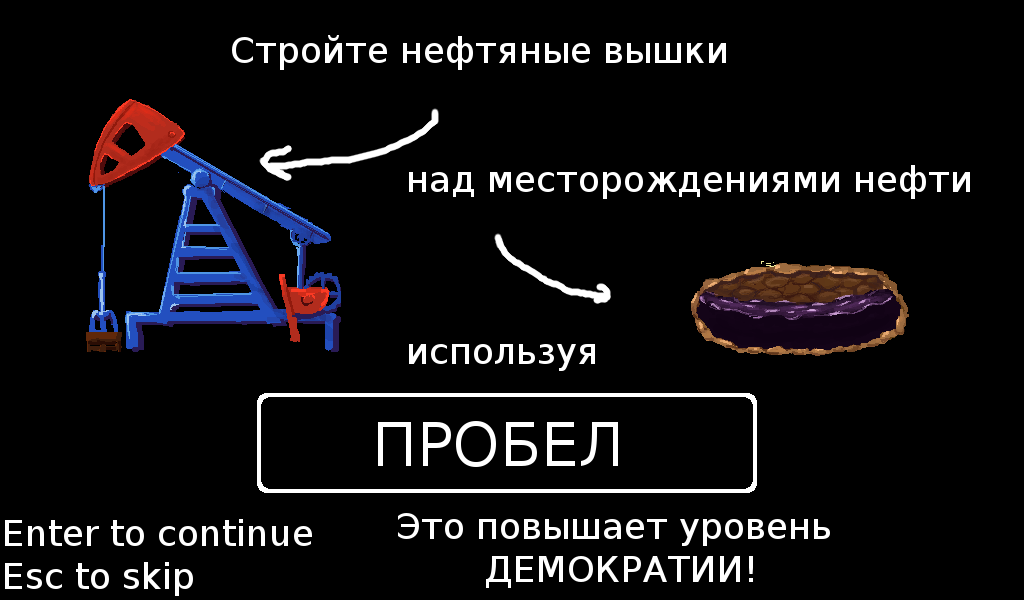 Стройте нефтяные вышки
над месторождениями нефти
используя
ПРОБЕЛ
Enter to continue
Esc to skip
Это повышает уровень
ДЕМОКРАТИИ!